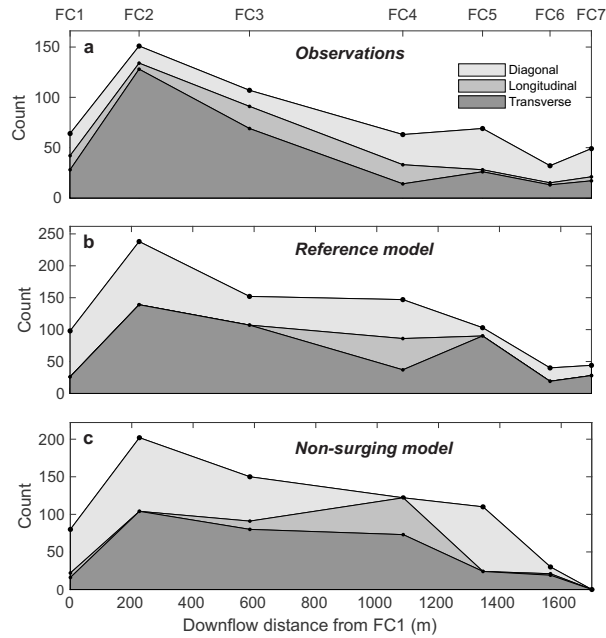 FC1 FC2 FC3 FC4 FC5 FC6 FC7
a
Observations
Diagonal
Longitudinal
Transverse
150
100
50
0
Count
b
Reference model
250
200
150
100
50
0
Count
c
Non-surging model
200
150
100
50
0
Count
0 200 400 600 800 1000 1200 1400 1600
Downflow distance from FC1 (m)